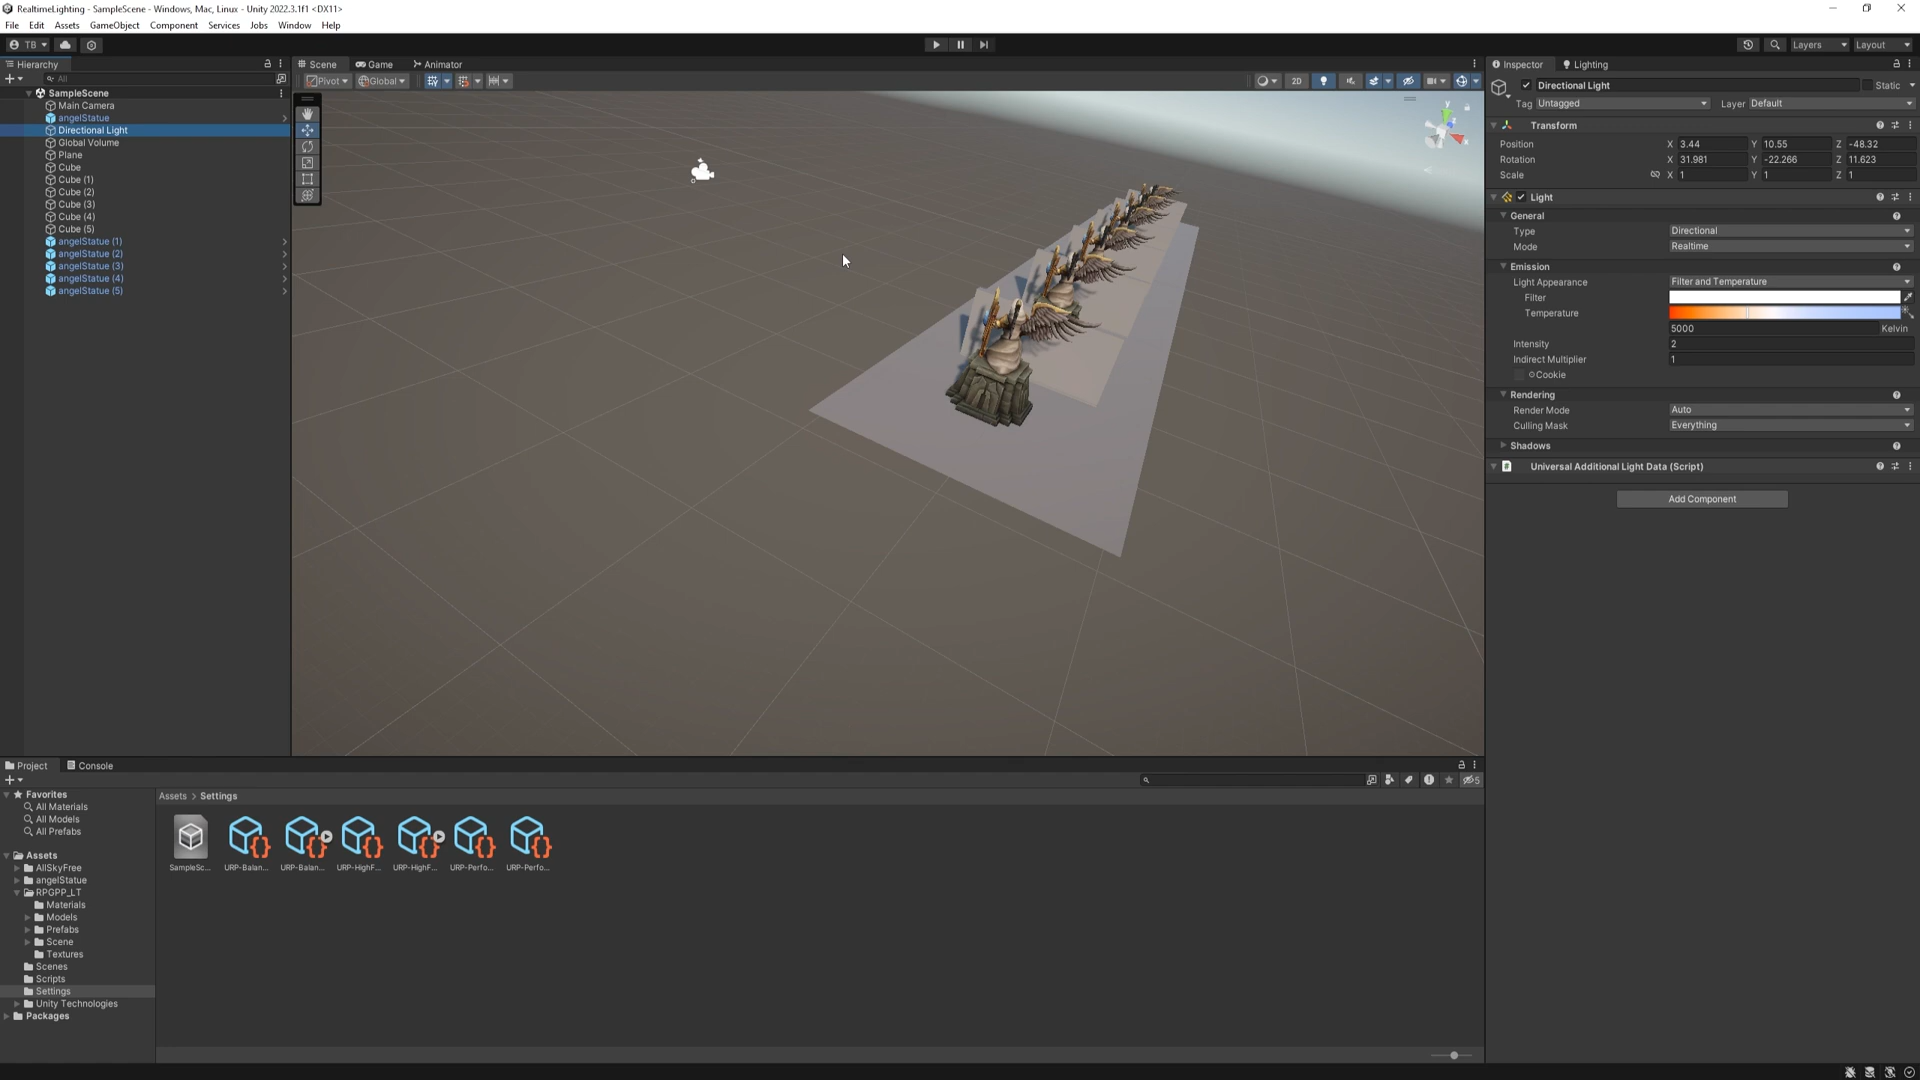 RealtimeLighting - SampleScene - Windows, Mac, Linux - Unity 2022.3.1f1 <DX11>
File Edit Assets GameObject Component Services Jobs Window Help
TB
Layers Layout
Hierarchy
All
SampleScene
Main Camera
angelStatue
Directional Light
Global Volume
Plane
Cube
Cube (1)
Cube (2)
Cube (3)
Cube (4)
Cube (5)
angelStatue (1)
angelStatue (2)
angelStatue (3)
angelStatue (4)
angelStatue (5)
Scene Game Animator
Pivot Global
2D
y
x
Inspector Lighting
Directional Light Static
Tag Untagged Layer Default
Transform
Position X 3.44 Y 10.55 Z -48.32
Rotation X 31.981 Y -22.266 Z 11.623
Scale X 1 Y 1 Z 1
Light
General
Type Directional
Mode Realtime
Emission
Light Appearance Filter and Temperature
Filter
Temperature
5000 Kelvin
Intensity 2
Indirect Multiplier 1
Cookie
Rendering
Render Mode Auto
Culling Mask Everything
Shadows
Universal Additional Light Data (Script)
Add Component
Project Console
5
Favorites
All Materials
All Models
All Prefabs
Assets
AllSkyFree
angelStatue
RPGPP_LT
Materials
Models
Prefabs
Scene
Textures
Scenes
Scripts
Settings
Unity Technologies
Packages
Assets > Settings
SampleSc... URP-Balan... URP-Balan... URP-HighF... URP-HighF... URP-Perfo... URP-Perfo...